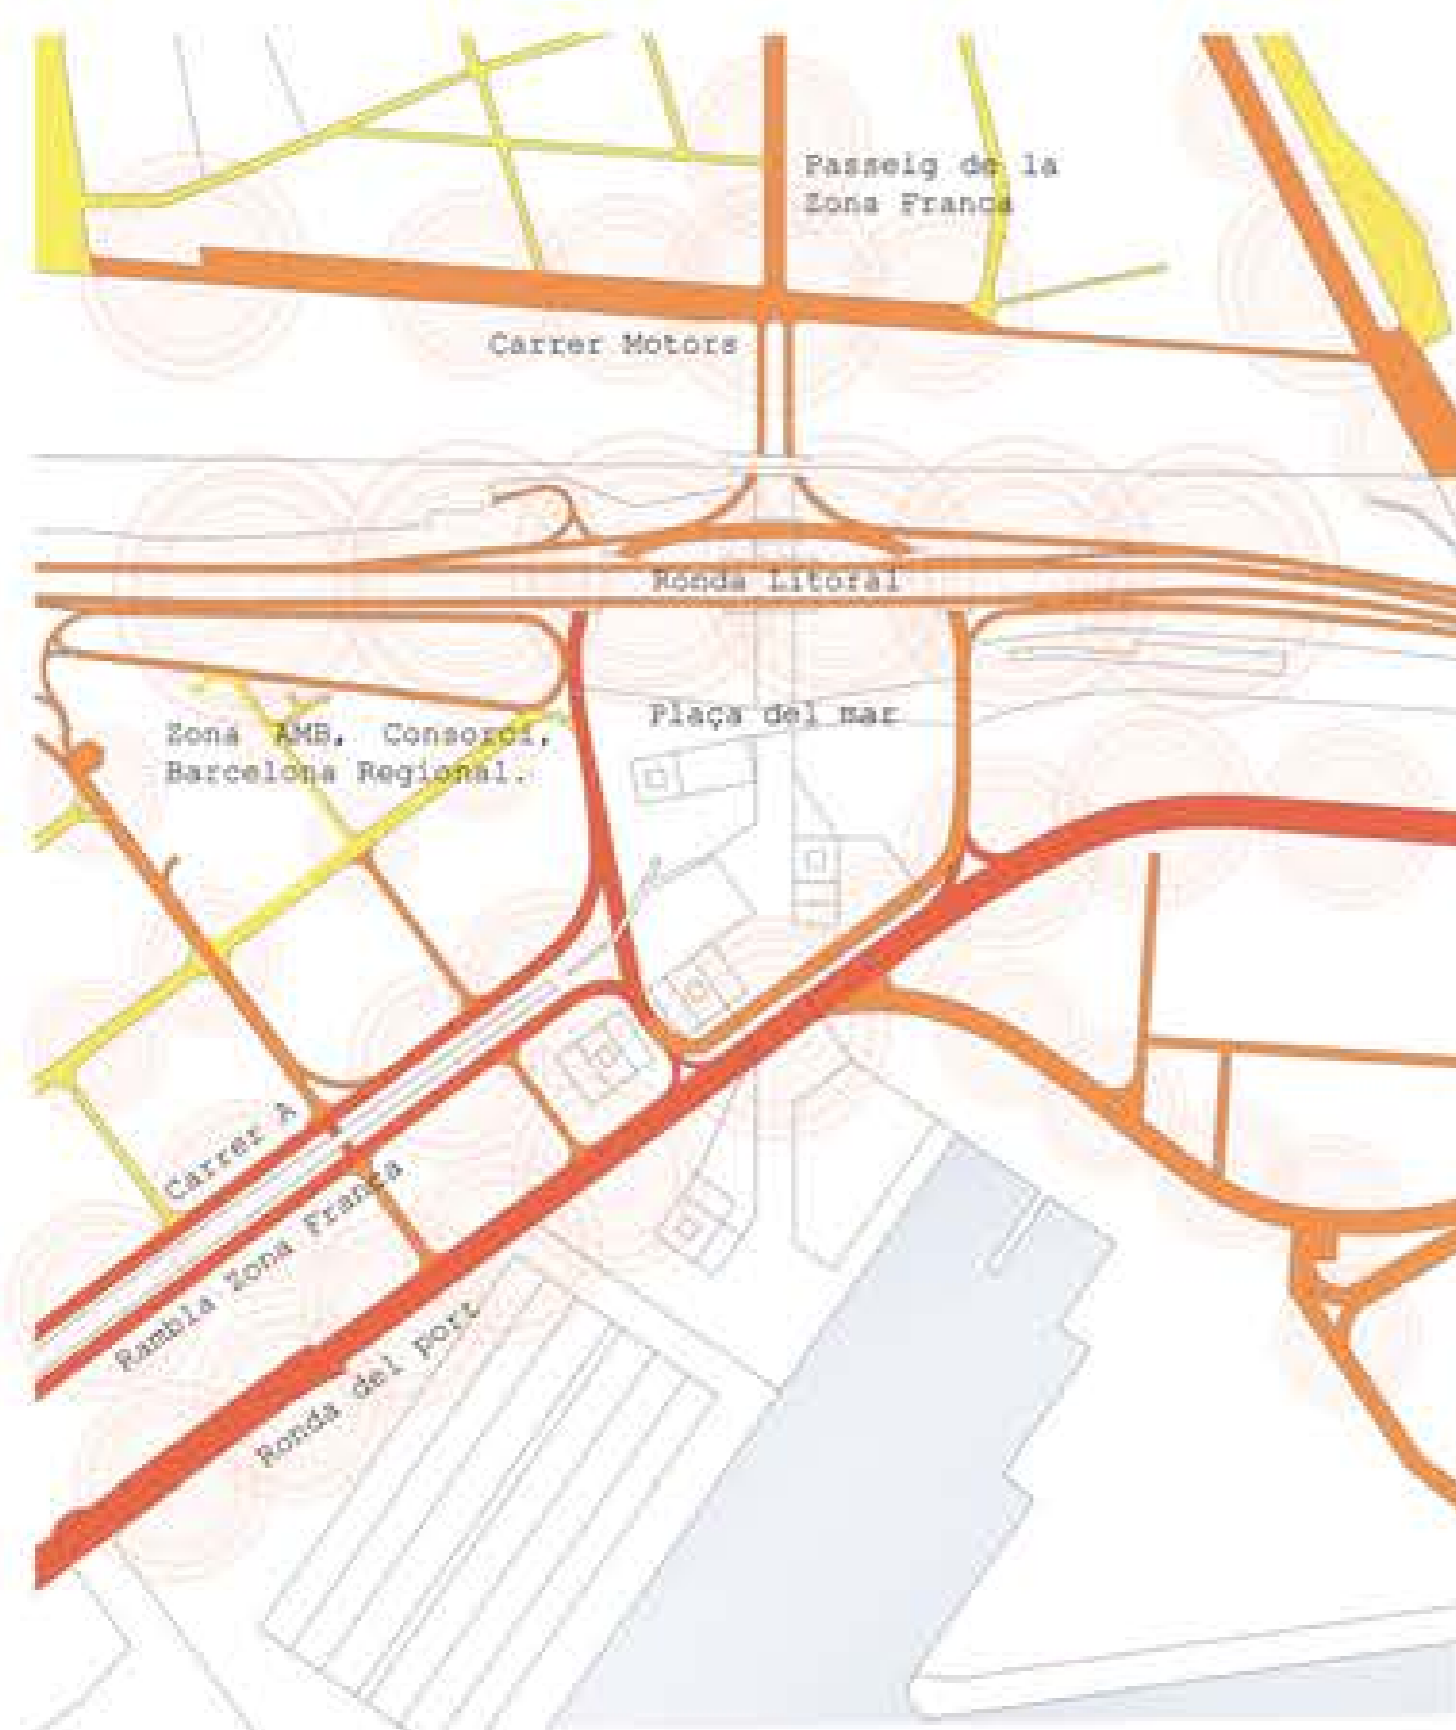 Passeig de la
Zona Franca
Carrer Motors
Ronda Litoral
Plaça del mar
Zona AMB, Consorci,
Barcelona Regional.
Carrer A
Rambla Zona Franca
Ronda del port